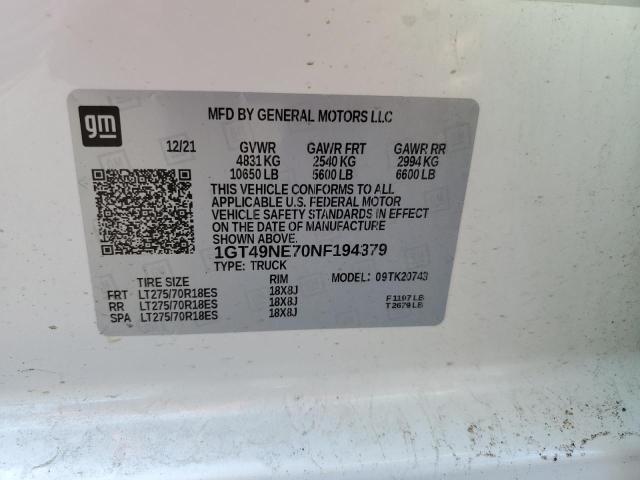 gm
MFD BY GENERAL MOTORS LLC
12/21 GVWR GAWR FRT GAWR RR
4831 KG 2540 KG 2994 KG
10650 LB 5600 LB 6600 LB
THIS VEHICLE CONFORMS TO ALL
APPLICABLE U.S. FEDERAL MOTOR
VEHICLE SAFETY STANDARDS IN EFFECT
ON THE DATE OF MANUFACTURE
SHOWN ABOVE.
1GT49NE70NF194379
TYPE: TRUCK
TIRE SIZE RIM MODEL: 09TK20743
FRT LT275/70R18ES 18X8J
RR LT275/70R18ES 18X8J
SPA LT275/70R18ES 18X8J
F1197 LB
T2679 LB